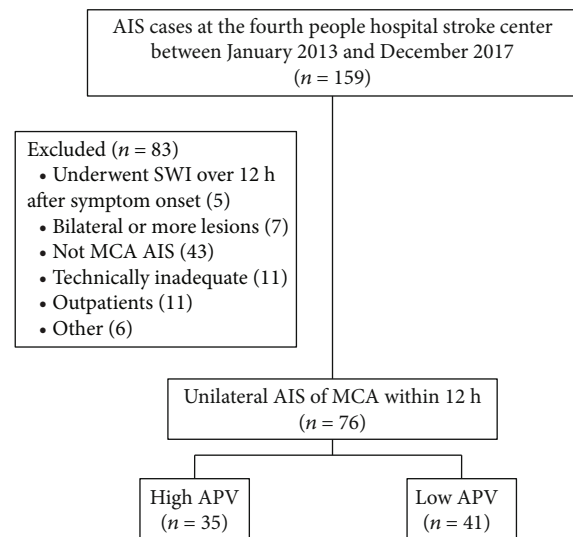 AIS cases at the fourth people hospital stroke center
between January 2013 and December 2017
(n = 159)
Excluded (n = 83)
• Underwent SWI over 12 h
after symptom onset (5)
• Bilateral or more lesions (7)
• Not MCA AIS (43)
• Technically inadequate (11)
• Outpatients (11)
• Other (6)
Unilateral AIS of MCA within 12 h
(n = 76)
High APV
(n = 35)
Low APV
(n = 41)